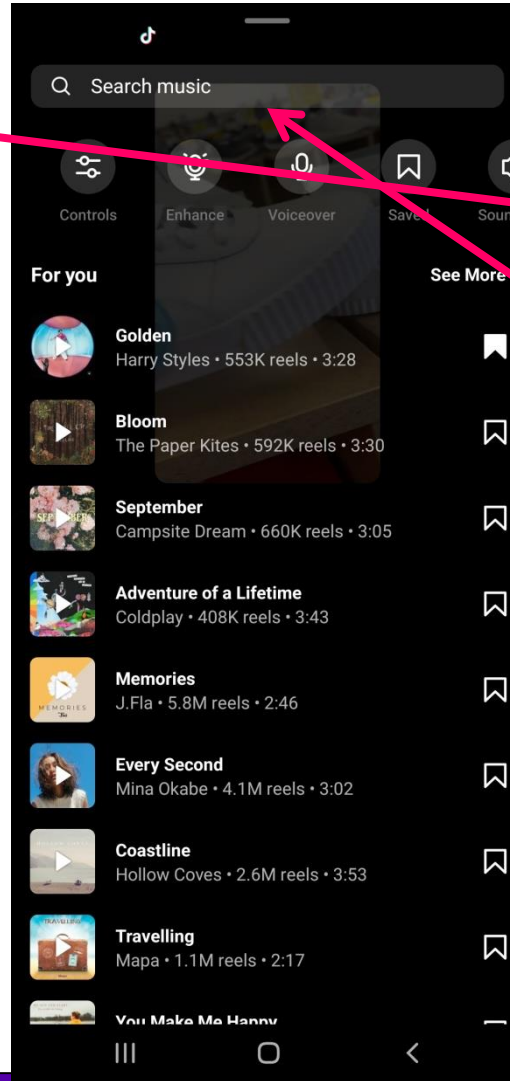 Search music
Controls Enhance Voiceover Saved Soun
For you See More
Golden
Harry Styles • 553K reels • 3:28
Bloom
The Paper Kites • 592K reels • 3:30
September
Campsite Dream • 660K reels • 3:05
Adventure of a Lifetime
Coldplay • 408K reels • 3:43
MEMORIES
Memories
J.Fla • 5.8M reels • 2:46
Every Second
Mina Okabe • 4.1M reels • 3:02
Coastline
Hollow Coves • 2.6M reels • 3:53
TRAVELLING
Travelling
Mapa • 1.1M reels • 2:17
You Make Me Happy